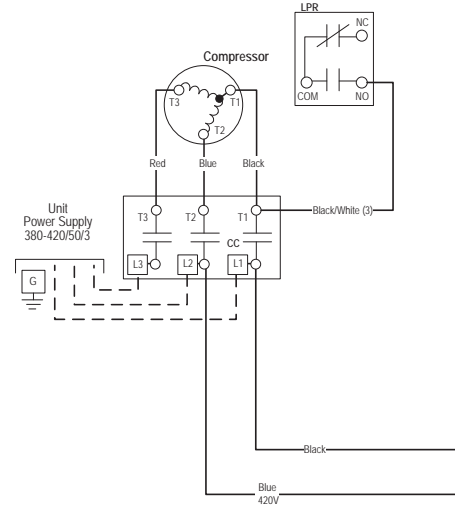 LPR
NC
COM
NO
Compressor
T3
T1
T2
Red
Blue
Black
Unit
Power Supply
380-420/50/3
T3
T2
T1
Black/White (3)
CC
L3
L2
L1
G
Black
Blue
420V